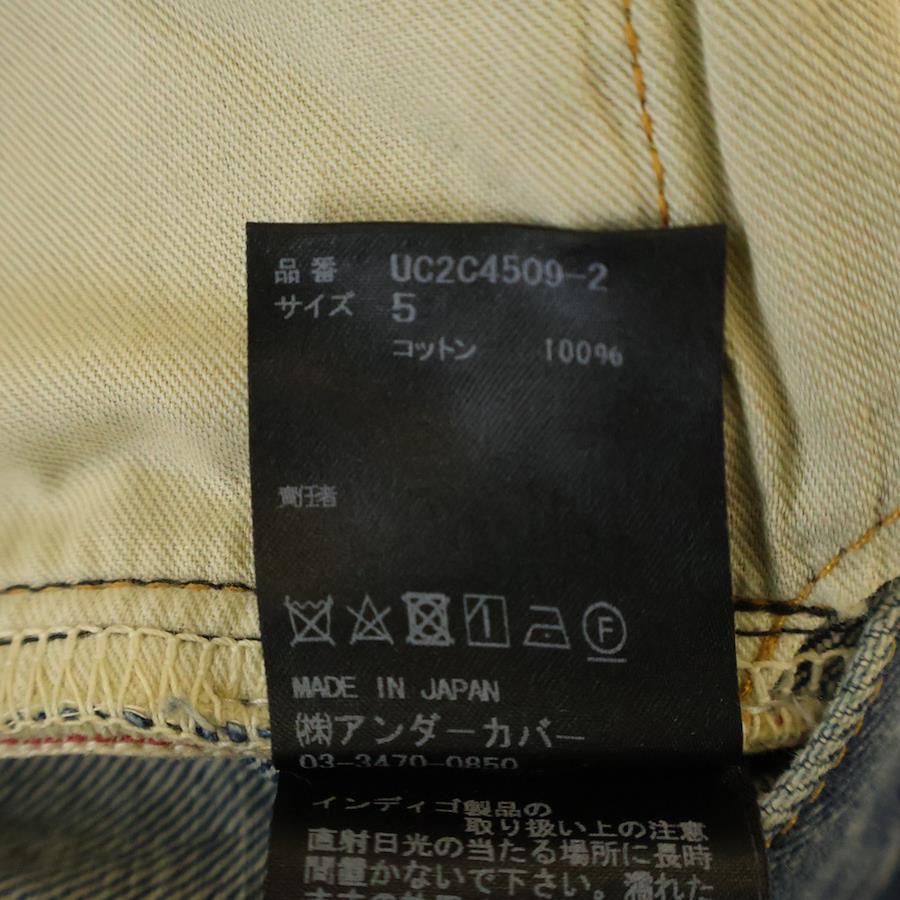 品番 UC2C4509-2
サイズ 5
コットン 100%
責任者
F
MADE IN JAPAN
㈱アンダーカバー
03-3470-0850
インディゴ製品の
取り扱い上の注意
直射日光の当たる場所に長時
間置かないで下さい。濡れた